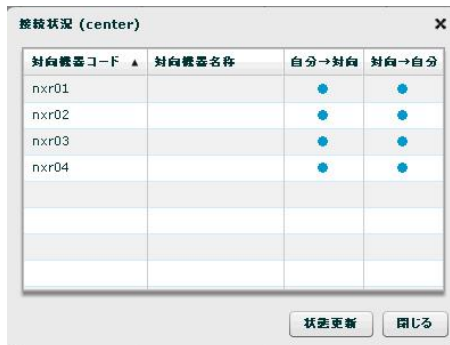 接続状況 (center)
対向機器コード ▲ 対向機器名称 自分→対向 対向→自分
nxr01 ● ●
nxr02 ● ●
nxr03 ● ●
nxr04 ● ●
状態更新 閉じる